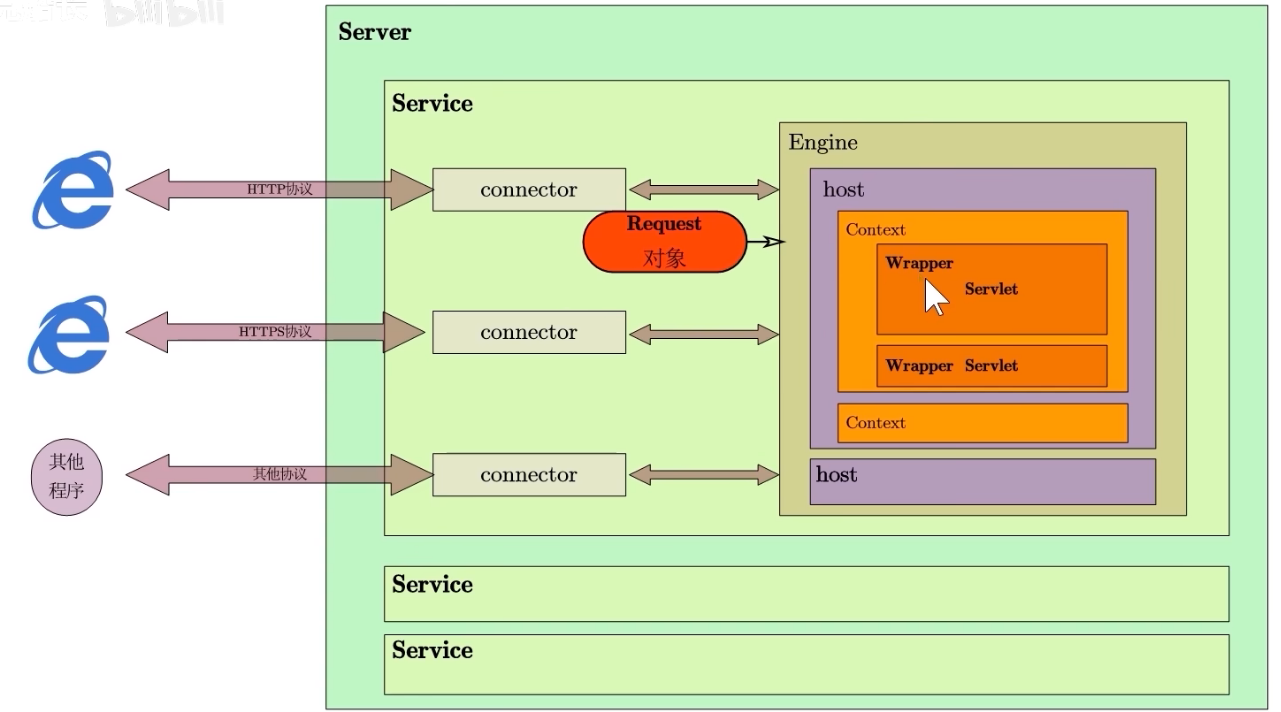 bilibili
Server
Service
Engine
HTTP协议
connector
host
Request
对象
Context
Wrapper
Servlet
HTTPS协议
connector
Wrapper Servlet
Context
其他
程序
其他协议
connector
host
Service
Service